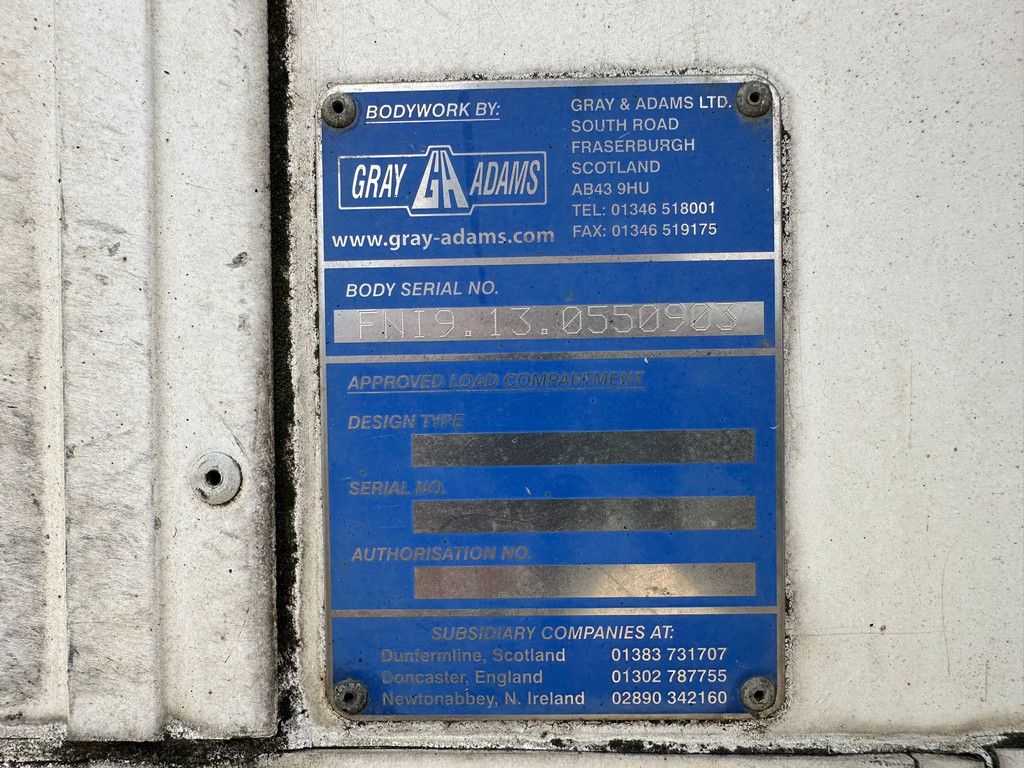 BODYWORK BY:
GRAY GA ADAMS
www.gray-adams.com
GRAY & ADAMS LTD.
SOUTH ROAD
FRASERBURGH
SCOTLAND
AB43 9HU
TEL: 01346 518001
FAX: 01346 519175
BODY SERIAL NO.
FNI9.13.0550903
APPROVED LOAD COMPARTMENT
DESIGN TYPE
SERIAL NO.
AUTHORISATION NO.
SUBSIDIARY COMPANIES AT:
Dunfermline, Scotland 01383 731707
Doncaster, England 01302 787755
Newtonabbey, N. Ireland 02890 342160